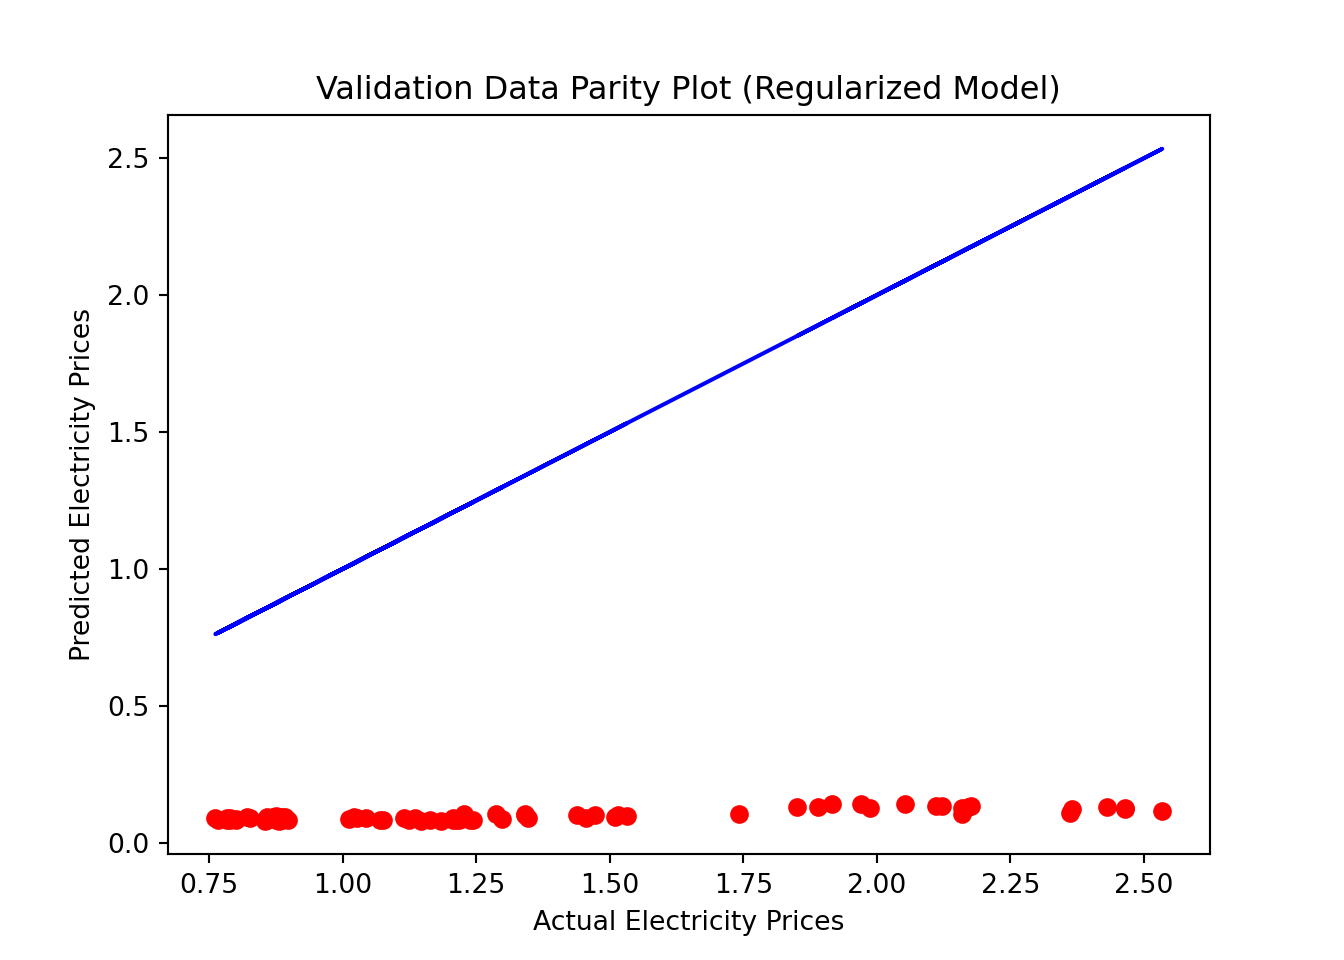 Validation Data Parity Plot (Regularized Model)
2.5
2.0
1.5
1.0
0.5
0.0
Predicted Electricity Prices
0.75 1.00 1.25 1.50 1.75 2.00 2.25 2.50
Actual Electricity Prices